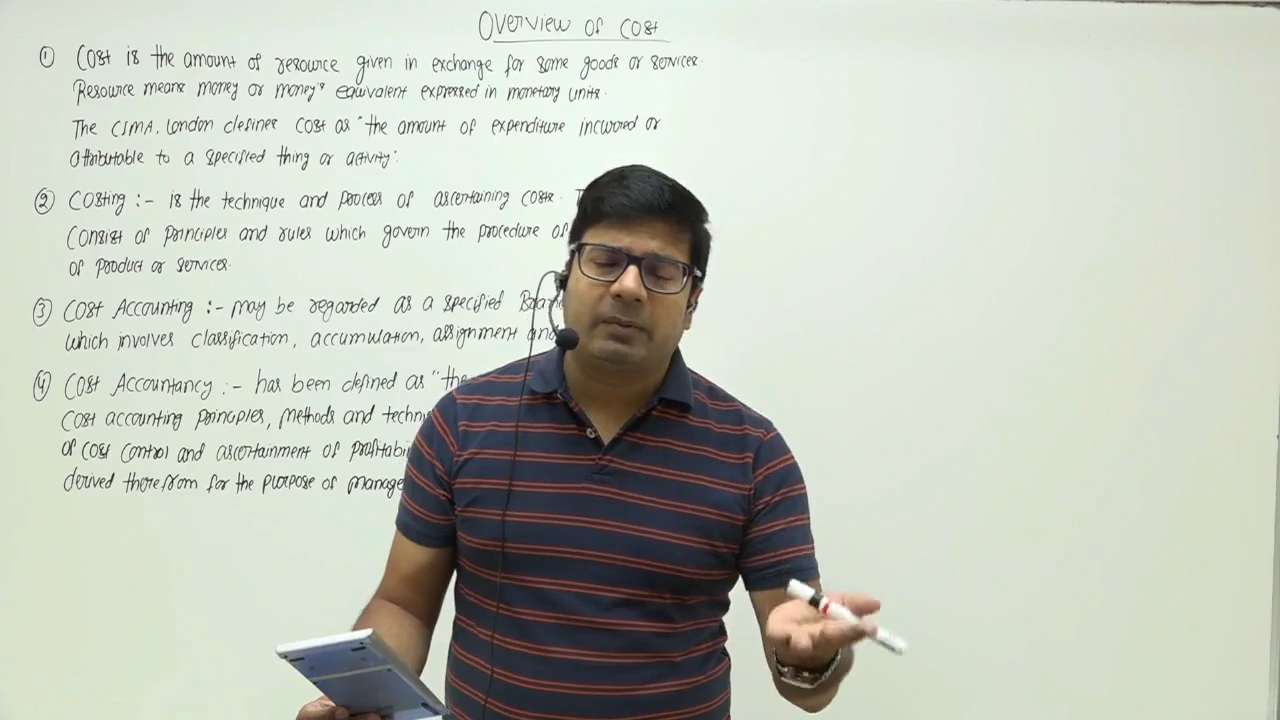 Overview of Cost
① Cost is the amount of resource given in exchange for some goods or services.
Resource means money or money's equivalent expressed in monetary units.
The CIMA, London defines cost as "the amount of expenditure incurred or
attributable to a specified thing or activity".
② Costing :- is the technique and process of ascertaining costs.
Consist of principles and rules which govern the procedure of
of product or services.
③ Cost Accounting :- may be regarded as a specified
which involves classification, accumulation, assignment and
④ Cost Accountancy :- has been defined as "the
cost accounting principles, methods and
of cost control and ascertainment of
derived therefrom for the purpose of